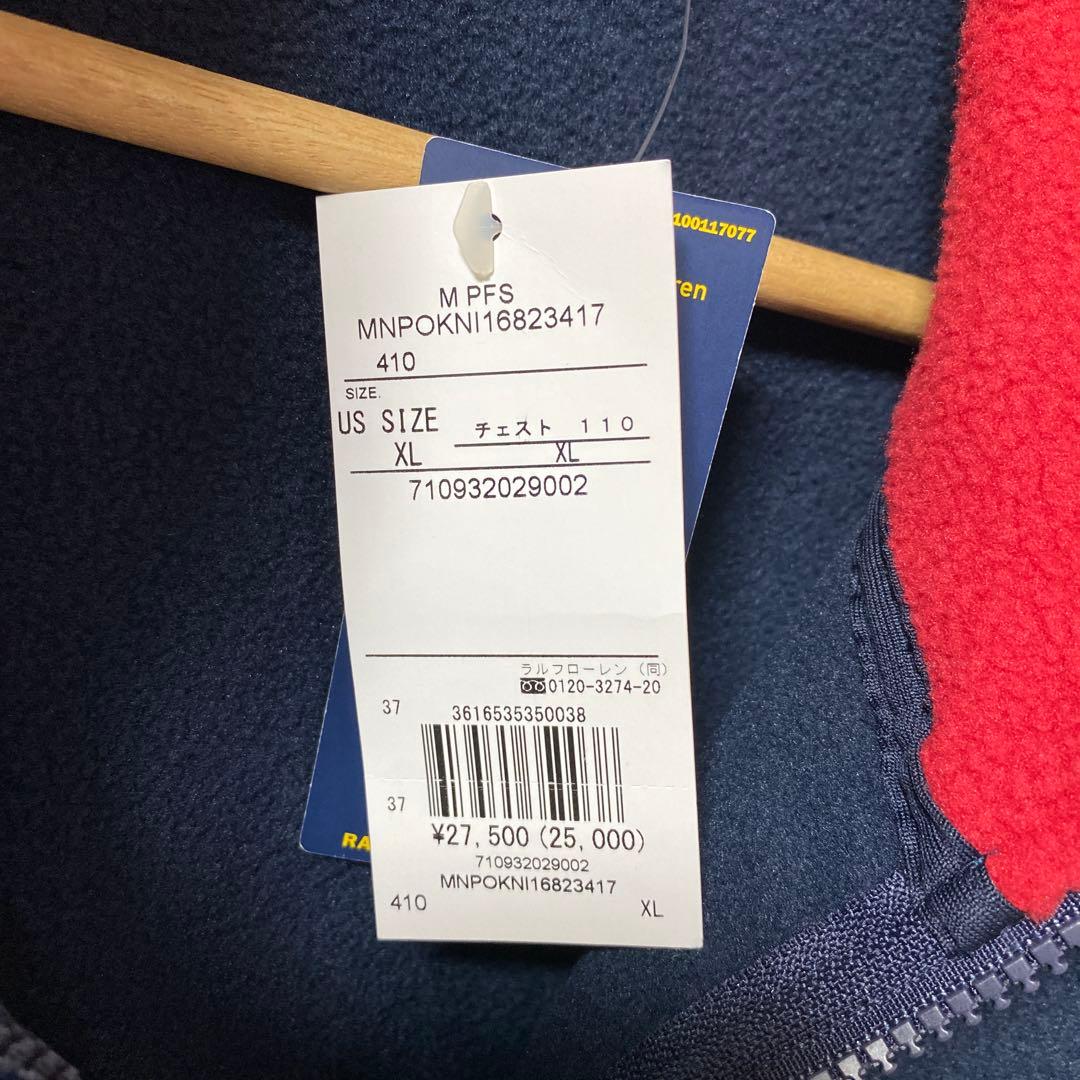 100117077
ren
M PFS
MNPOKNI16823417
410
SIZE.
US SIZE チェスト 110
XL XL
710932029002
ラルフローレン (同)
0120-3274-20
37
3616535350038
37
¥27,500 (25,000)
710932029002
MNPOKNI16823417
410 XL
RA